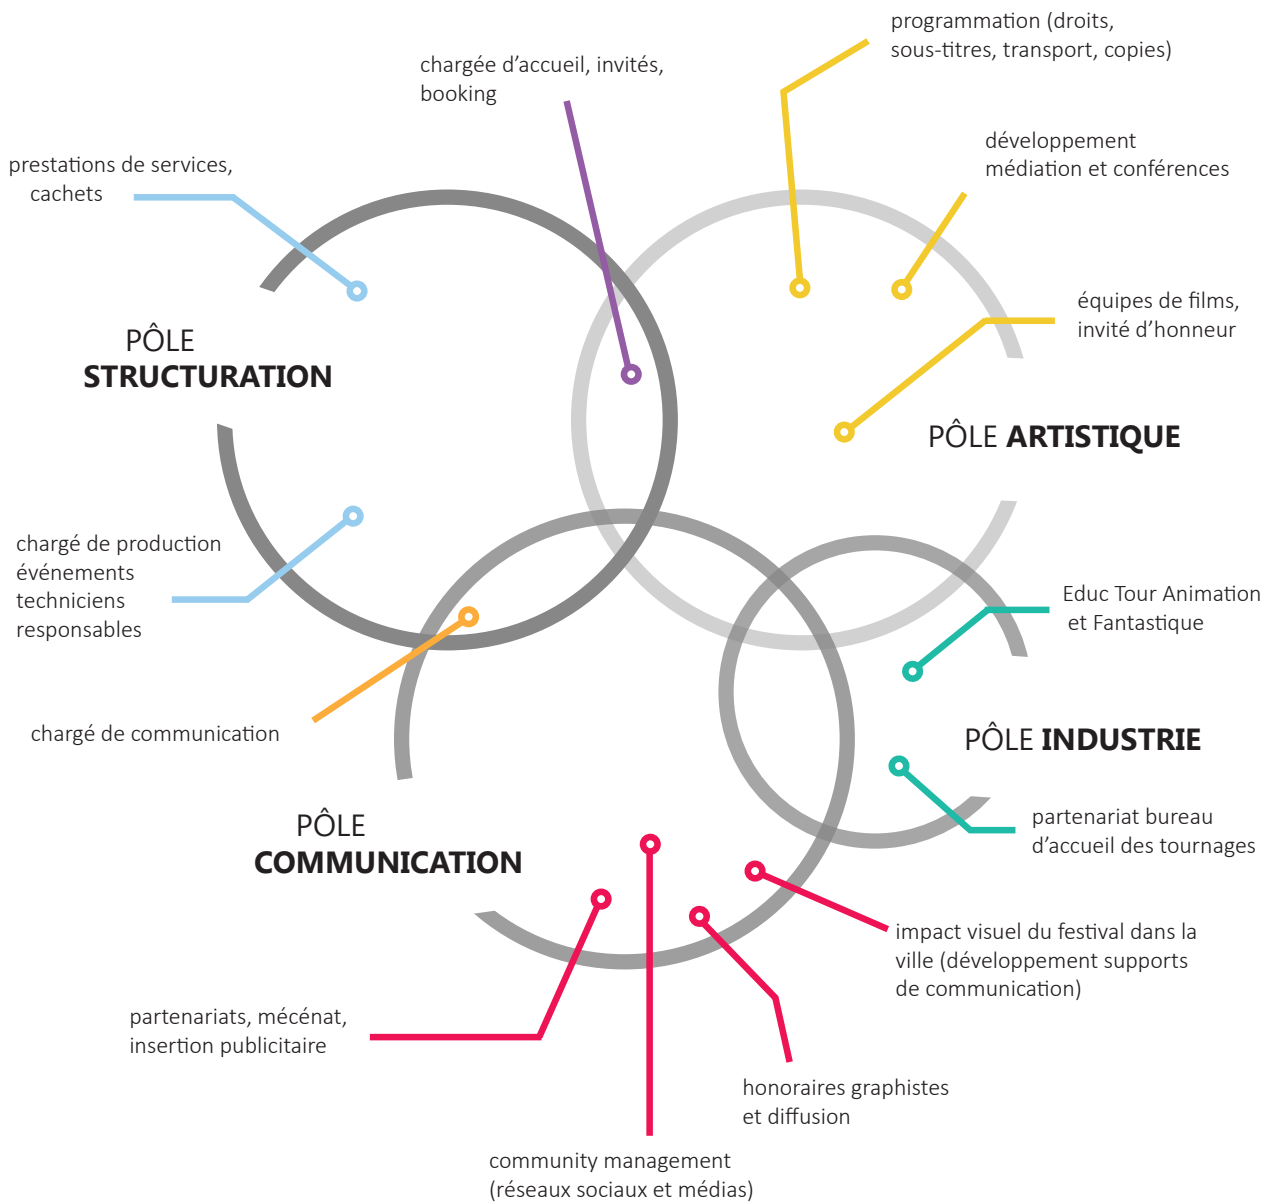 programmation (droits,
sous-titres, transport, copies)
chargée d’accueil, invités,
booking
développement
médiation et conférences
prestations de services,
cachets
équipes de films,
invité d’honneur
PÔLE
STRUCTURATION
PÔLE ARTISTIQUE
chargé de production
événements
techniciens
responsables
Educ Tour Animation
et Fantastique
chargé de communication
PÔLE INDUSTRIE
PÔLE
COMMUNICATION
partenariat bureau
d’accueil des tournages
impact visuel du festival dans la
ville (développement supports
de communication)
partenariats, mécénat,
insertion publicitaire
honoraires graphistes
et diffusion
community management
(réseaux sociaux et médias)